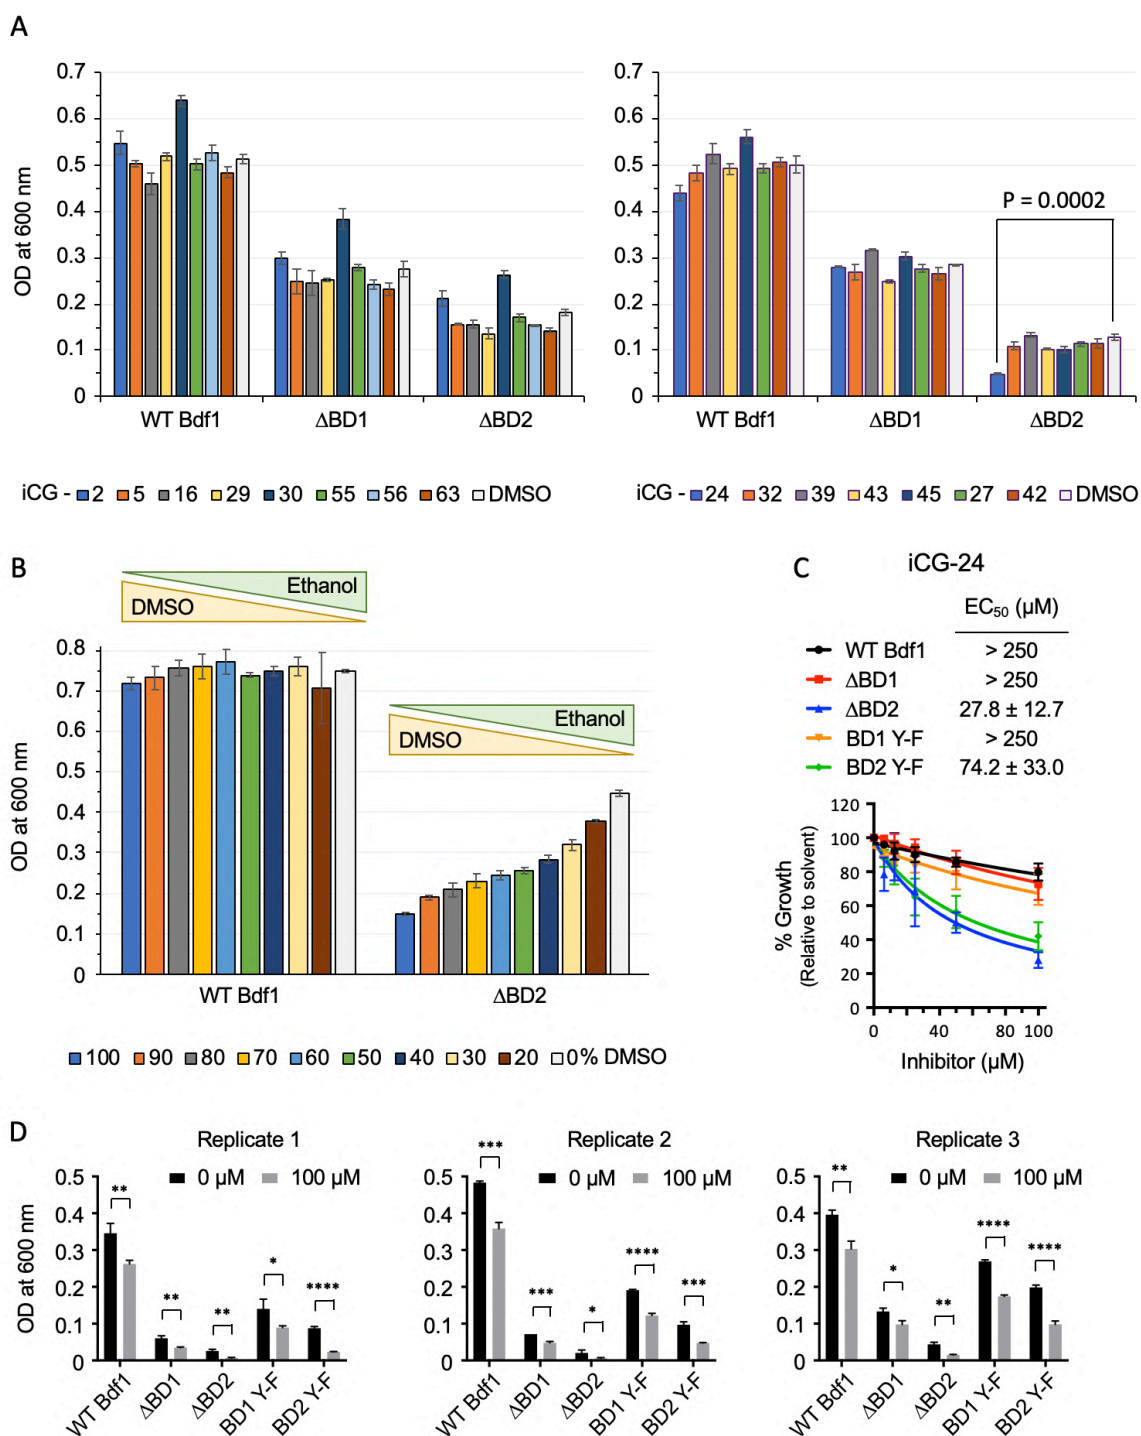 A
0.7
0.6
0.5
0.4
0.3
0.2
0.1
0
OD at 600 nm
WT Bdf1 ΔBD1 ΔBD2
iCG - 2 5 16 29 30 55 56 63 DMSO
0.7
0.6
0.5
0.4
0.3
0.2
0.1
0
P = 0.0002
WT Bdf1 ΔBD1 ΔBD2
iCG - 24 32 39 43 45 27 42 DMSO
B
Ethanol
DMSO
0.8
0.7
0.6
0.5
0.4
0.3
0.2
0.1
0
OD at 600 nm
Ethanol
DMSO
WT Bdf1 ΔBD2
100 90 80 70 60 50 40 30 20 0% DMSO
C
iCG-24
EC50 (µM)
WT Bdf1 > 250
ΔBD1 > 250
ΔBD2 27.8 ± 12.7
BD1 Y-F > 250
BD2 Y-F 74.2 ± 33.0
120
100
80
60
40
20
0
% Growth
(Relative to solvent)
0 40 80 100
Inhibitor (µM)
D
Replicate 1
0 µM 100 µM
0.5
0.4
0.3
0.2
0.1
0
OD at 600 nm
** ** ** * ****
WT Bdf1 ΔBD1 ΔBD2 BD1 Y-F BD2 Y-F
Replicate 2
0 µM 100 µM
0.5
0.4
0.3
0.2
0.1
0
*** *** * **** ***
WT Bdf1 ΔBD1 ΔBD2 BD1 Y-F BD2 Y-F
Replicate 3
0 µM 100 µM
0.5
0.4
0.3
0.2
0.1
0
** * ** **** ****
WT Bdf1 ΔBD1 ΔBD2 BD1 Y-F BD2 Y-F